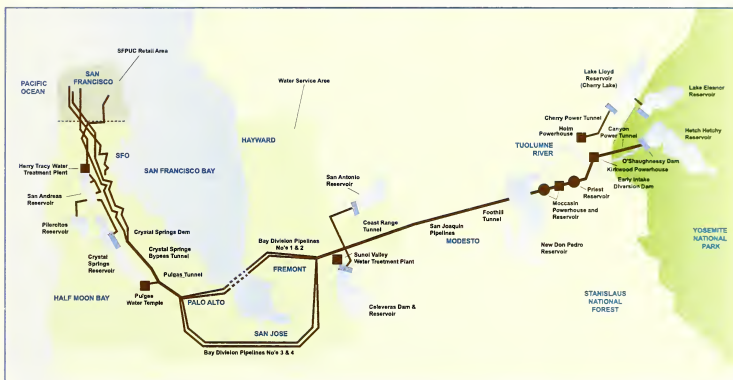 SFPUC Retail Area
PACIFIC
OCEAN
SAN
FRANCISCO
Water Service Area
Lake Lloyd
Reservoir
(Cherry Lake)
Lake Eleanor
Reservoir
HAYWARD
Cherry Power Tunnel
Holm
Powerhouse
Canyon
Power Tunnel
Hetch Hetchy
Reservoir
SFO
TUOLUMNE
RIVER
Herry Tracy Water
Treatment Plant
SAN FRANCISCO BAY
O'Shaughnessy Dam
Kirkwood Powerhouse
Early Intake
Diversion Dam
San Antonio
Reservoir
San Andreas
Reservoir
Priest
Reservoir
Moccasin
Powerhouse and
Reservoir
Pilarcitos
Reservoir
Crystal Springs Dam
Coast Range
Tunnel
Foothill
Tunnel
San Joaquin
Pipelines
MODESTO
Crystal Springs
Bypass Tunnel
Bay Division Pipelines
No's 1 & 2
New Don Pedro
Reservoir
YOSEMITE
NATIONAL
PARK
Crystal
Springs
Reservoir
Pulgas Tunnel
FREMONT
Sunol Valley
Water Treatment Plant
HALF MOON BAY
Pulgas
Water Temple
PALO ALTO
Calaveras Dam &
Reservoir
STANISLAUS
NATIONAL
FOREST
SAN JOSE
Bay Division Pipelines No's 3 & 4